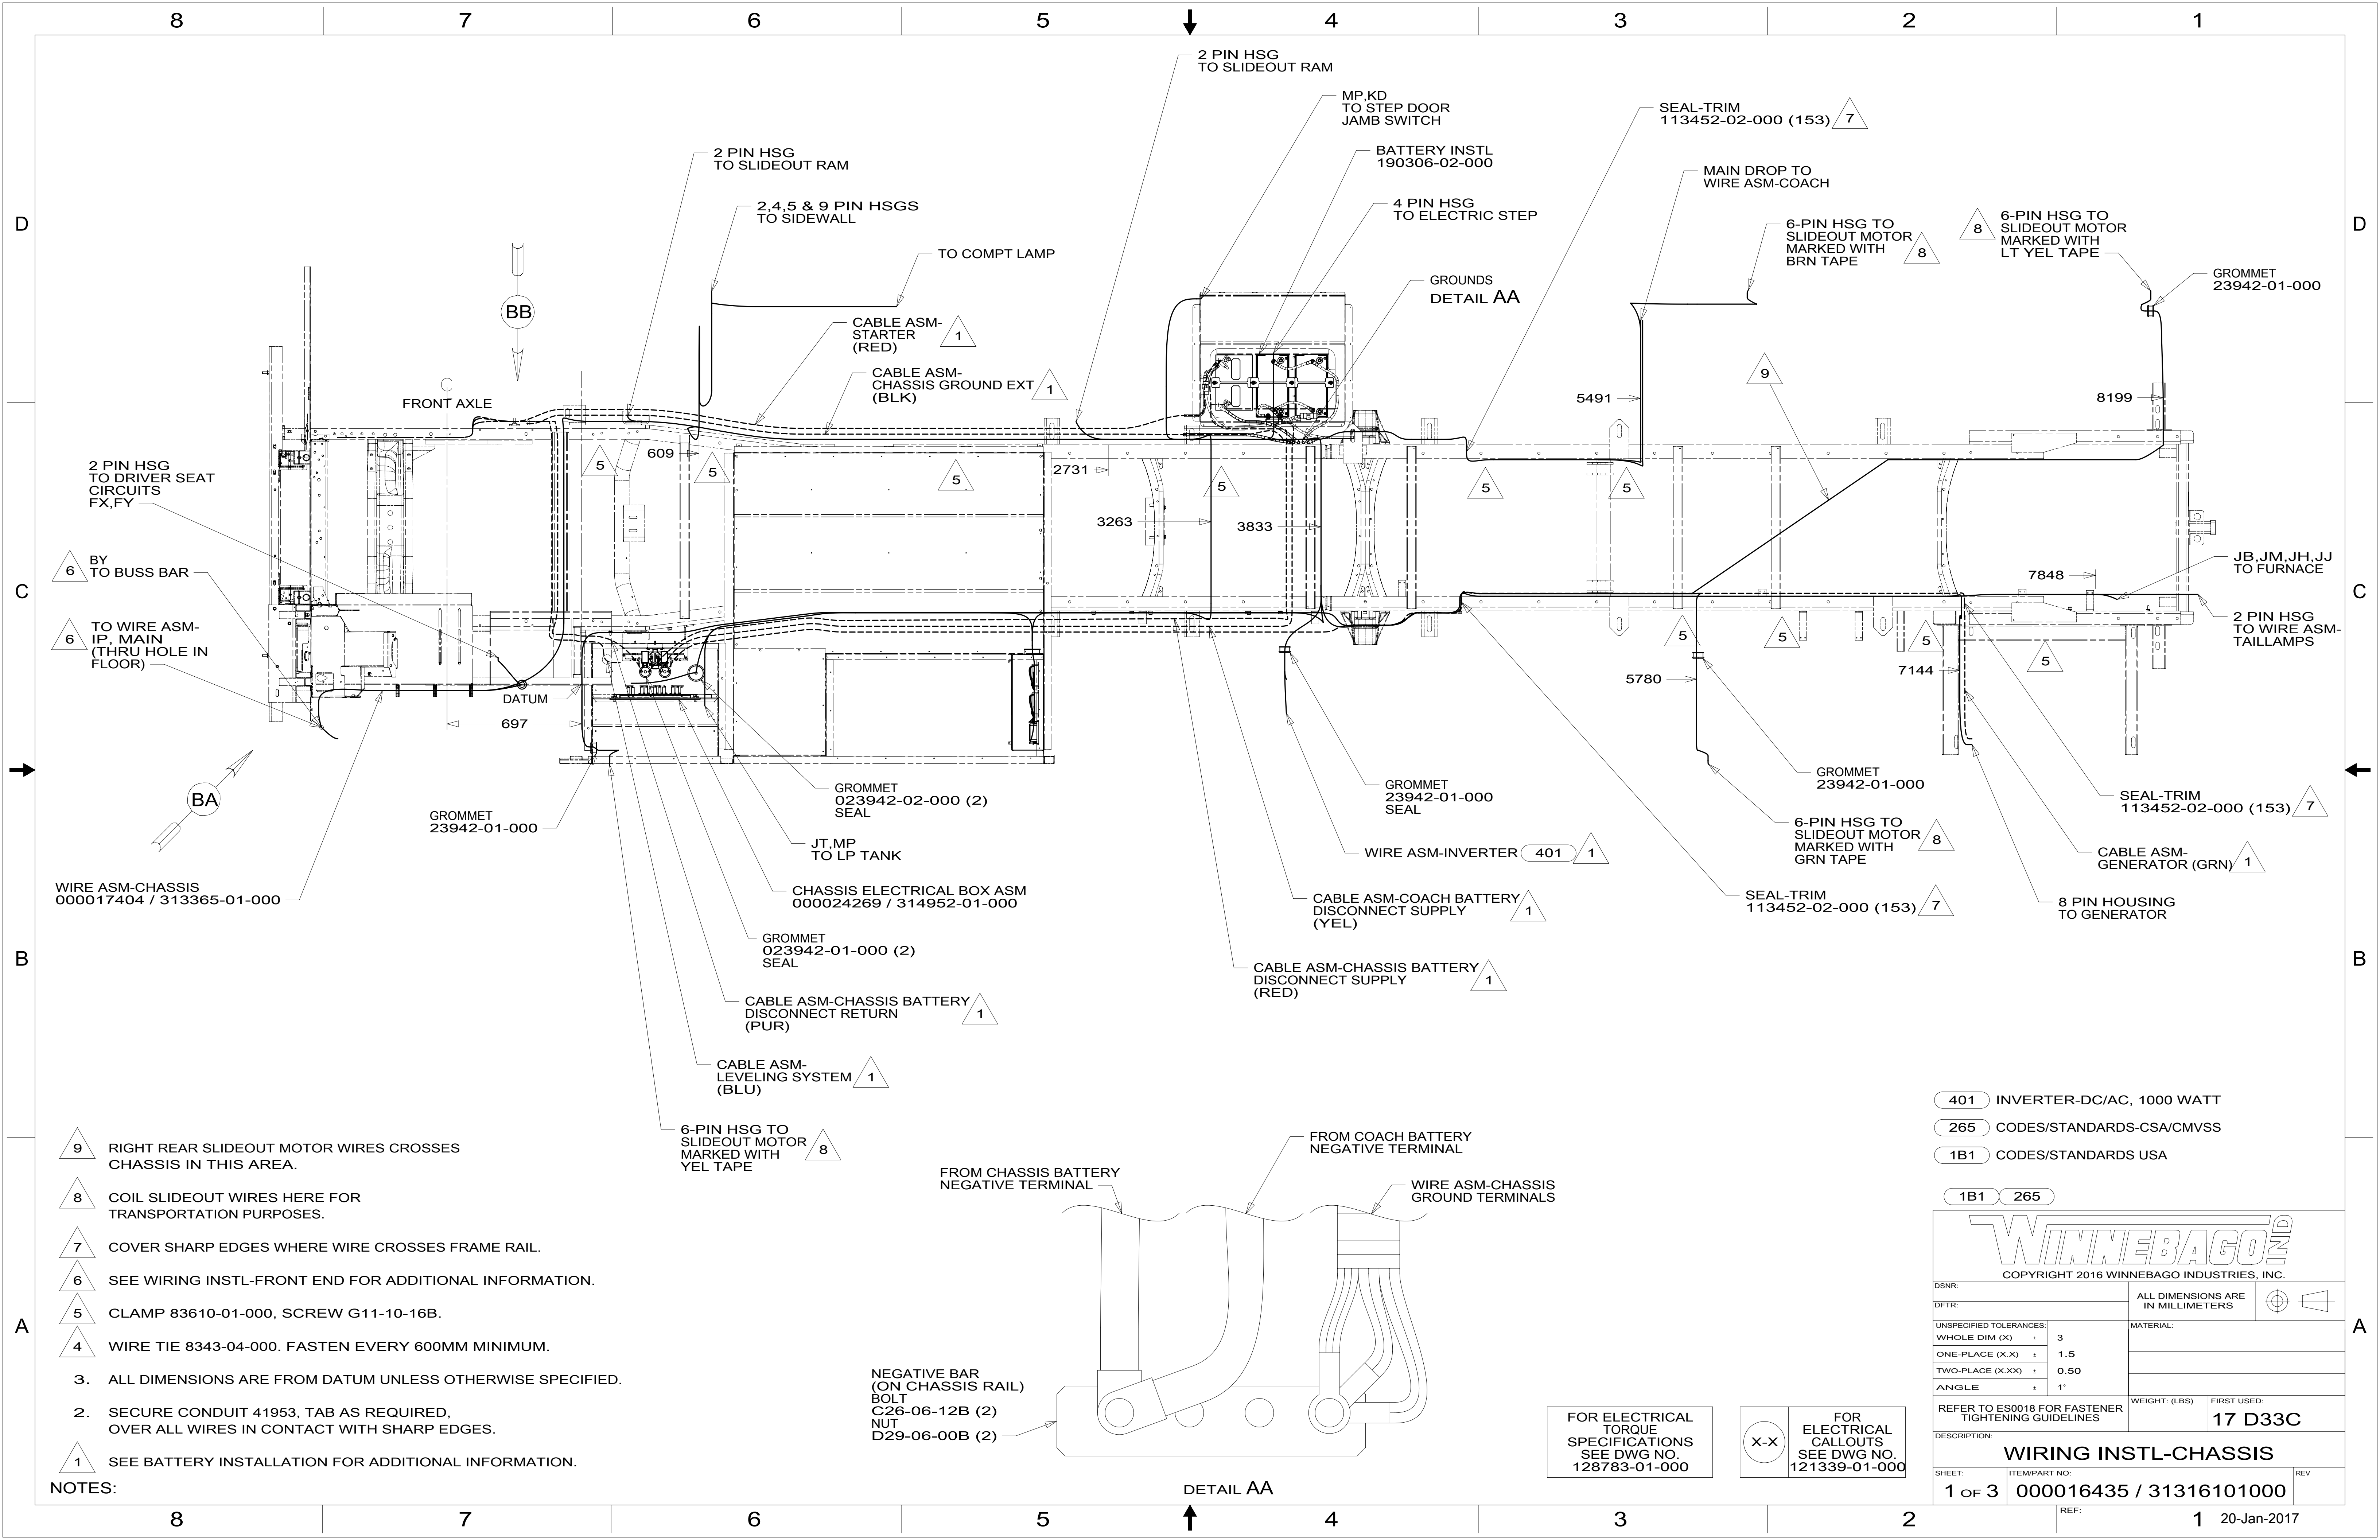 8 7 6 5 4 3 2 1
2 PIN HSG
TO SLIDEOUT RAM
MP,KD
TO STEP DOOR
JAMB SWITCH
SEAL-TRIM
113452-02-000 (153) 7
2 PIN HSG
TO SLIDEOUT RAM
BATTERY INSTL
190306-02-000
MAIN DROP TO
WIRE ASM-COACH
2,4,5 & 9 PIN HSGS
TO SIDEWALL
4 PIN HSG
TO ELECTRIC STEP
6-PIN HSG TO
SLIDEOUT MOTOR
MARKED WITH
BRN TAPE
8
8
6-PIN HSG TO
SLIDEOUT MOTOR
MARKED WITH
LT YEL TAPE
D
D
TO COMPT LAMP
GROUNDS
DETAIL AA
GROMMET
23942-01-000
BB
CABLE ASM-
STARTER
(RED)
1
CABLE ASM-
CHASSIS GROUND EXT
(BLK)
1
9
C
FRONT AXLE
5491
8199
609
5
5
5
2731
5
5
5
2 PIN HSG
TO DRIVER SEAT
CIRCUITS
FX,FY
3263
3833
6
BY
TO BUSS BAR
JB,JM,JH,JJ
TO FURNACE
7848
C
C
6
TO WIRE ASM-
IP, MAIN
(THRU HOLE IN
FLOOR)
2 PIN HSG
TO WIRE ASM-
TAILLAMPS
5
5
5
5
5780
7144
DATUM
697
BA
GROMMET
23942-01-000
GROMMET
023942-02-000 (2)
SEAL
GROMMET
23942-01-000
SEAL
GROMMET
23942-01-000
SEAL-TRIM
113452-02-000 (153) 7
JT,MP
TO LP TANK
WIRE ASM-INVERTER 401 1
6-PIN HSG TO
SLIDEOUT MOTOR
MARKED WITH
GRN TAPE
8
CABLE ASM-
GENERATOR (GRN) 1
WIRE ASM-CHASSIS
000017404 / 313365-01-000
CHASSIS ELECTRICAL BOX ASM
000024269 / 314952-01-000
CABLE ASM-COACH BATTERY
DISCONNECT SUPPLY
(YEL)
1
SEAL-TRIM
113452-02-000 (153) 7
8 PIN HOUSING
TO GENERATOR
GROMMET
023942-01-000 (2)
SEAL
B
B
CABLE ASM-CHASSIS BATTERY
DISCONNECT SUPPLY
(RED)
1
CABLE ASM-CHASSIS BATTERY
DISCONNECT RETURN
(PUR)
1
CABLE ASM-
LEVELING SYSTEM
(BLU)
1
6-PIN HSG TO
SLIDEOUT MOTOR
MARKED WITH
YEL TAPE
8
401 INVERTER-DC/AC, 1000 WATT
265 CODES/STANDARDS-CSA/CMVSS
1B1 CODES/STANDARDS USA
1B1 265
9 RIGHT REAR SLIDEOUT MOTOR WIRES CROSSES
CHASSIS IN THIS AREA.
8 COIL SLIDEOUT WIRES HERE FOR
TRANSPORTATION PURPOSES.
7 COVER SHARP EDGES WHERE WIRE CROSSES FRAME RAIL.
6 SEE WIRING INSTL-FRONT END FOR ADDITIONAL INFORMATION.
5 CLAMP 83610-01-000, SCREW G11-10-16B.
4 WIRE TIE 8343-04-000. FASTEN EVERY 600MM MINIMUM.
3. ALL DIMENSIONS ARE FROM DATUM UNLESS OTHERWISE SPECIFIED.
2. SECURE CONDUIT 41953, TAB AS REQUIRED,
OVER ALL WIRES IN CONTACT WITH SHARP EDGES.
1 SEE BATTERY INSTALLATION FOR ADDITIONAL INFORMATION.
NOTES:
A
A
FROM CHASSIS BATTERY
NEGATIVE TERMINAL
FROM COACH BATTERY
NEGATIVE TERMINAL
WIRE ASM-CHASSIS
GROUND TERMINALS
NEGATIVE BAR
(ON CHASSIS RAIL)
BOLT
C26-06-12B (2)
NUT
D29-06-00B (2)
DETAIL AA
FOR ELECTRICAL
TORQUE
SPECIFICATIONS
SEE DWG NO.
128783-01-000
X-X
FOR
ELECTRICAL
CALLOUTS
SEE DWG NO.
121339-01-000
WINNEBAGO IND
COPYRIGHT 2016 WINNEBAGO INDUSTRIES, INC.
DSNR:
DFTR:
ALL DIMENSIONS ARE
IN MILLIMETERS
UNSPECIFIED TOLERANCES:
WHOLE DIM (X) ± 3
ONE-PLACE (X.X) ± 1.5
TWO-PLACE (X.XX) ± 0.50
ANGLE ± 1°
MATERIAL:
REFER TO ES0018 FOR FASTENER
TIGHTENING GUIDELINES
WEIGHT: (LBS)
FIRST USED:
17 D33C
DESCRIPTION:
WIRING INSTL-CHASSIS
SHEET:
1 OF 3
ITEM/PART NO:
000016435 / 31316101000
REV
REF:
8 7 6 5 4 3 2 1
20-Jan-2017